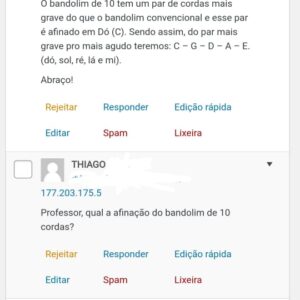 O bandolim de 10 tem um par de cordas mais
grave do que o bandolim convencional e esse par
é afinado em Dó (C). Sendo assim, do par mais
grave pro mais agudo teremos: C – G – D – A – E.
(dó, sol, ré, lá e mi).
Abraço!
Rejeitar Responder Edição rápida
Editar Spam Lixeira
THIAGO
177.203.175.5
Professor, qual a afinação do bandolim de 10
cordas?
Rejeitar Responder Edição rápida
Editar Spam Lixeira